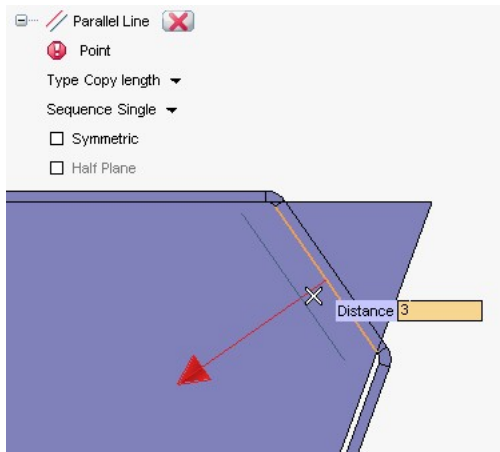 Parallel Line
Point
Type Copy length
Sequence Single
Symmetric
Half Plane
Distance 3